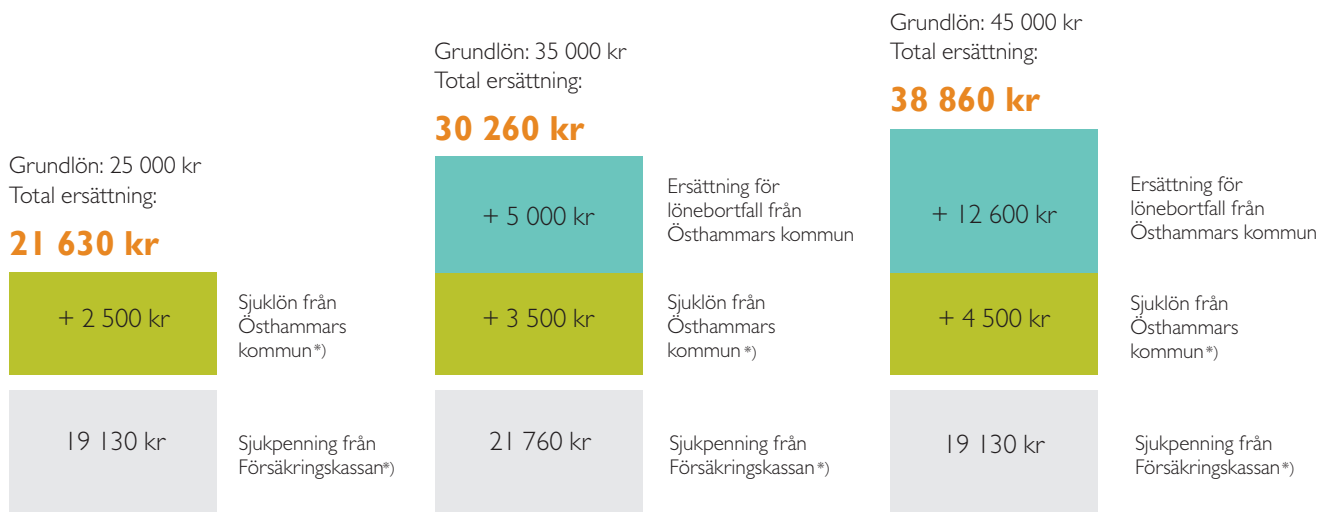 Grundlön: 25 000 kr
Total ersättning:
21 630 kr
+ 2 500 kr
Sjuklön från
Östhammars
kommun*)
19 130 kr
Sjukpenning från
Försäkringskassan*)
Grundlön: 35 000 kr
Total ersättning:
30 260 kr
+ 5 000 kr
Ersättning för
lönebortfall från
Östhammars kommun
+ 3 500 kr
Sjuklön från
Östhammars
kommun*)
21 760 kr
Sjukpenning från
Försäkringskassan*)
Grundlön: 45 000 kr
Total ersättning:
38 860 kr
+ 12 600 kr
Ersättning för
lönebortfall från
Östhammars kommun
+ 4 500 kr
Sjuklön från
Östhammars
kommun*)
19 130 kr
Sjukpenning från
Försäkringskassan*)